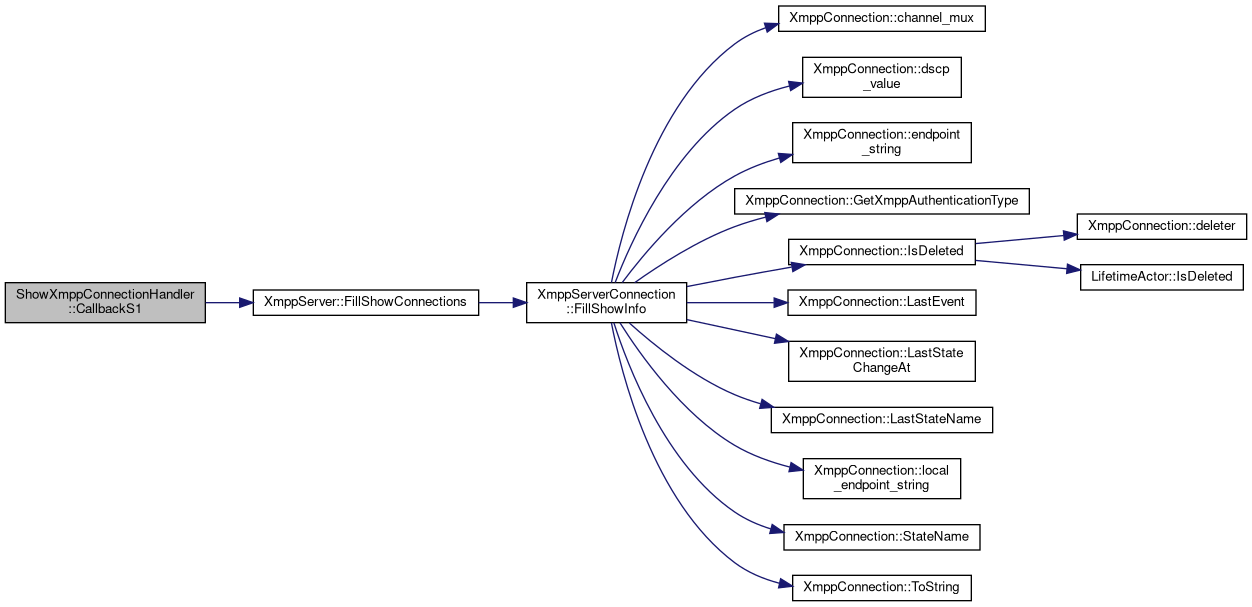 ShowXmppConnectionHandler
::CallbackS1
XmppServer::FillShowConnections
XmppServerConnection
::FillShowInfo
XmppConnection::channel_mux
XmppConnection::dscp
_value
XmppConnection::endpoint
_string
XmppConnection::GetXmppAuthenticationType
XmppConnection::IsDeleted
XmppConnection::deleter
LifetimeActor::IsDeleted
XmppConnection::LastEvent
XmppConnection::LastState
ChangeAt
XmppConnection::LastStateName
XmppConnection::local
_endpoint_string
XmppConnection::StateName
XmppConnection::ToString